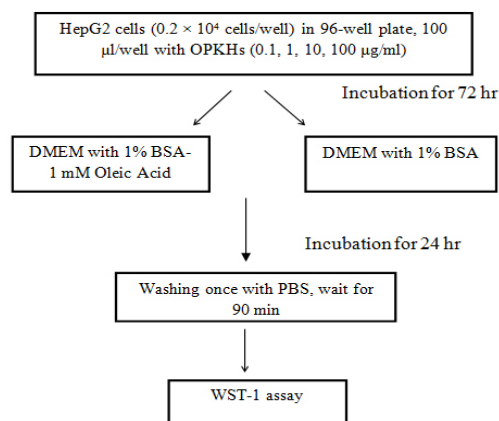 HepG2 cells (0.2 × 10⁴ cells/well) in 96-well plate, 100
µl/well with OPKHs (0.1, 1, 10, 100 µg/ml)
Incubation for 72 hr
DMEM with 1% BSA-
1 mM Oleic Acid
DMEM with 1% BSA
Incubation for 24 hr
Washing once with PBS, wait for
90 min
WST-1 assay